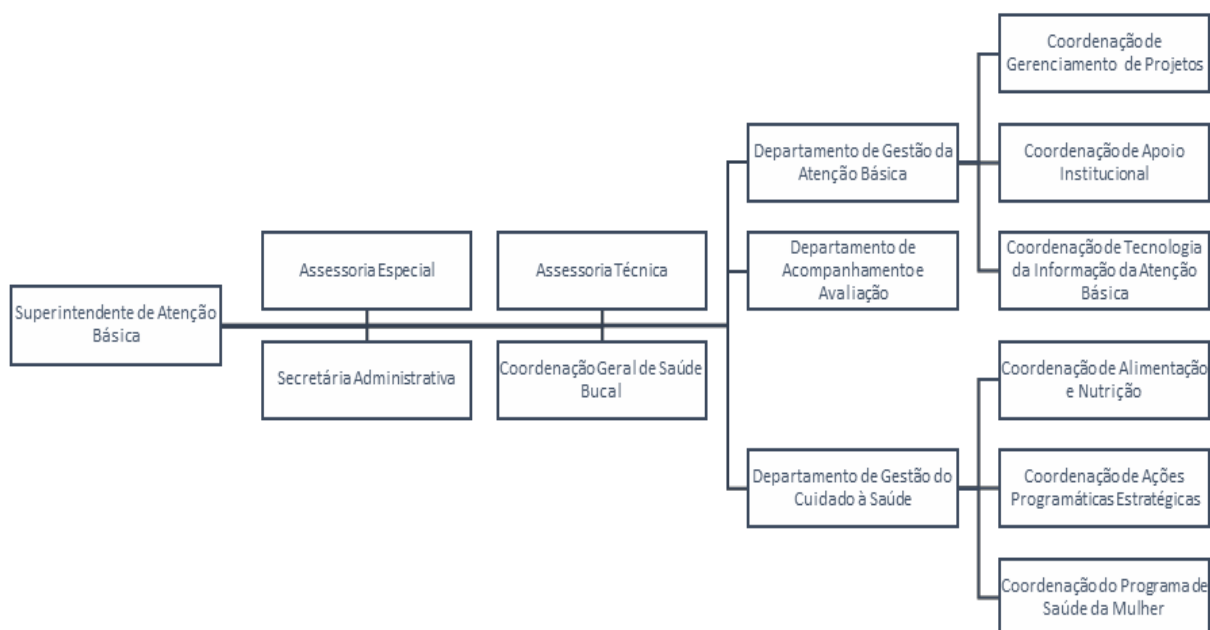 Superintendente de Atenção
Básica
Assessoria Especial
Secretária Administrativa
Assessoria Técnica
Coordenação Geral de Saúde
Bucal
Departamento de Gestão da
Atenção Básica
Departamento de
Acompanhamento e
Avaliação
Departamento de Gestão do
Cuidado à Saúde
Coordenação de
Gerenciamento de Projetos
Coordenação de Apoio
Institucional
Coordenação de Tecnologia
da Informação da Atenção
Básica
Coordenação de Alimentação
e Nutrição
Coordenação de Ações
Programáticas Estratégicas
Coordenação do Programa de
Saúde da Mulher